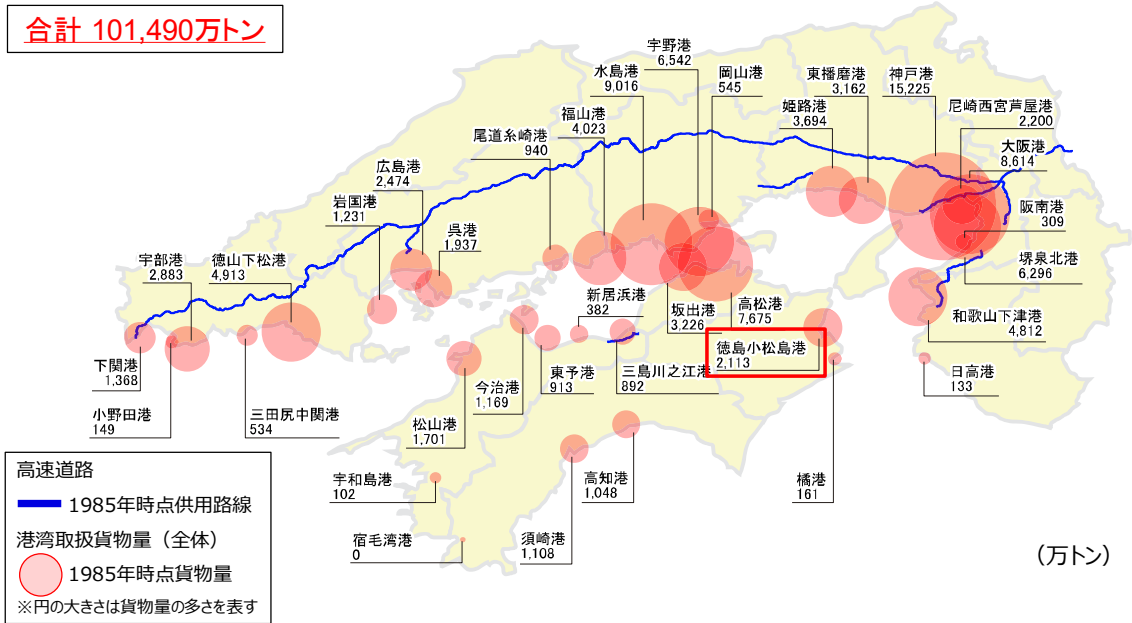 合計 101,490万トン
宇野港
6,542
水島港
9,016
岡山港
545
東播磨港
3,162
神戸港
15,225
姫路港
3,694
尼崎西宮芦屋港
2,200
福山港
4,023
尾道糸崎港
940
大阪港
8,614
広島港
2,474
岩国港
1,231
阪南港
309
呉港
1,937
堺泉北港
6,296
宇部港
2,883
徳山下松港
4,913
新居浜港
382
坂出港
3,226
高松港
7,675
和歌山下津港
4,812
徳島小松島港
2,113
下関港
1,368
東予港
913
三島川之江港
892
日高港
133
今治港
1,169
小野田港
149
三田尻中関港
534
松山港
1,701
宇和島港
102
高知港
1,048
橘港
161
宿毛湾港
0
須崎港
1,108
高速道路
1985年時点供用路線
港湾取扱貨物量（全体）
1985年時点貨物量
※円の大きさは貨物量の多さを表す
（万トン）